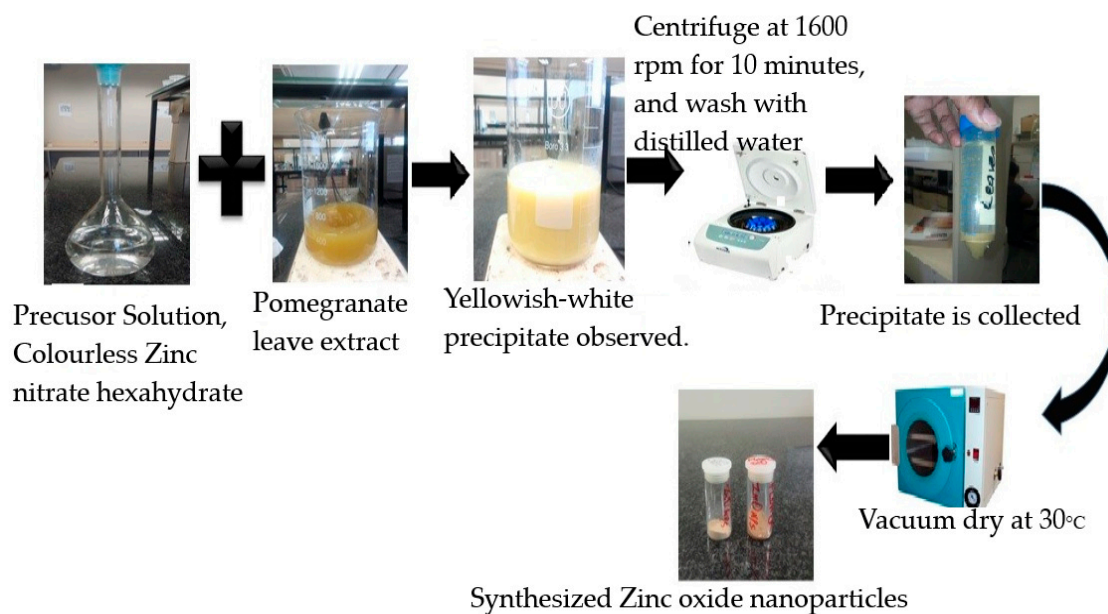 Precusor Solution,
Colourless Zinc
nitrate hexahydrate
Pomegranate
leave extract
Yellowish-white
precipitate observed.
Centrifuge at 1600
rpm for 10 minutes,
and wash with
distilled water
Precipitate is collected
Vacuum dry at 30°C
Synthesized Zinc oxide nanoparticles